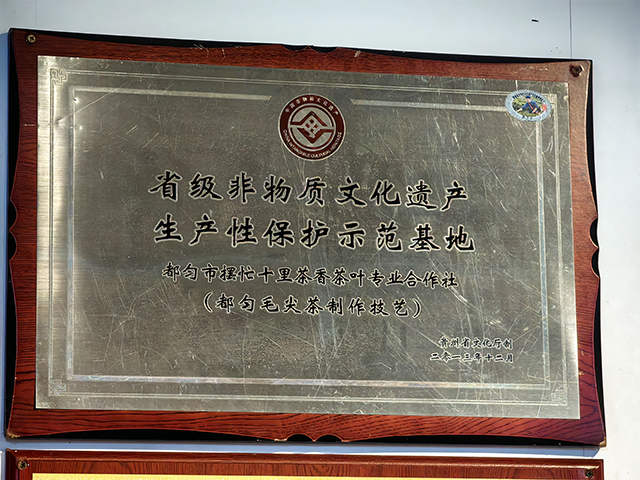 省级非物质文化遗产
生产性保护示范基地
都匀市摆忙十里茶香茶叶专业合作社
（都匀毛尖茶制作技艺）
贵州省文化厅制
二零一三年十二月